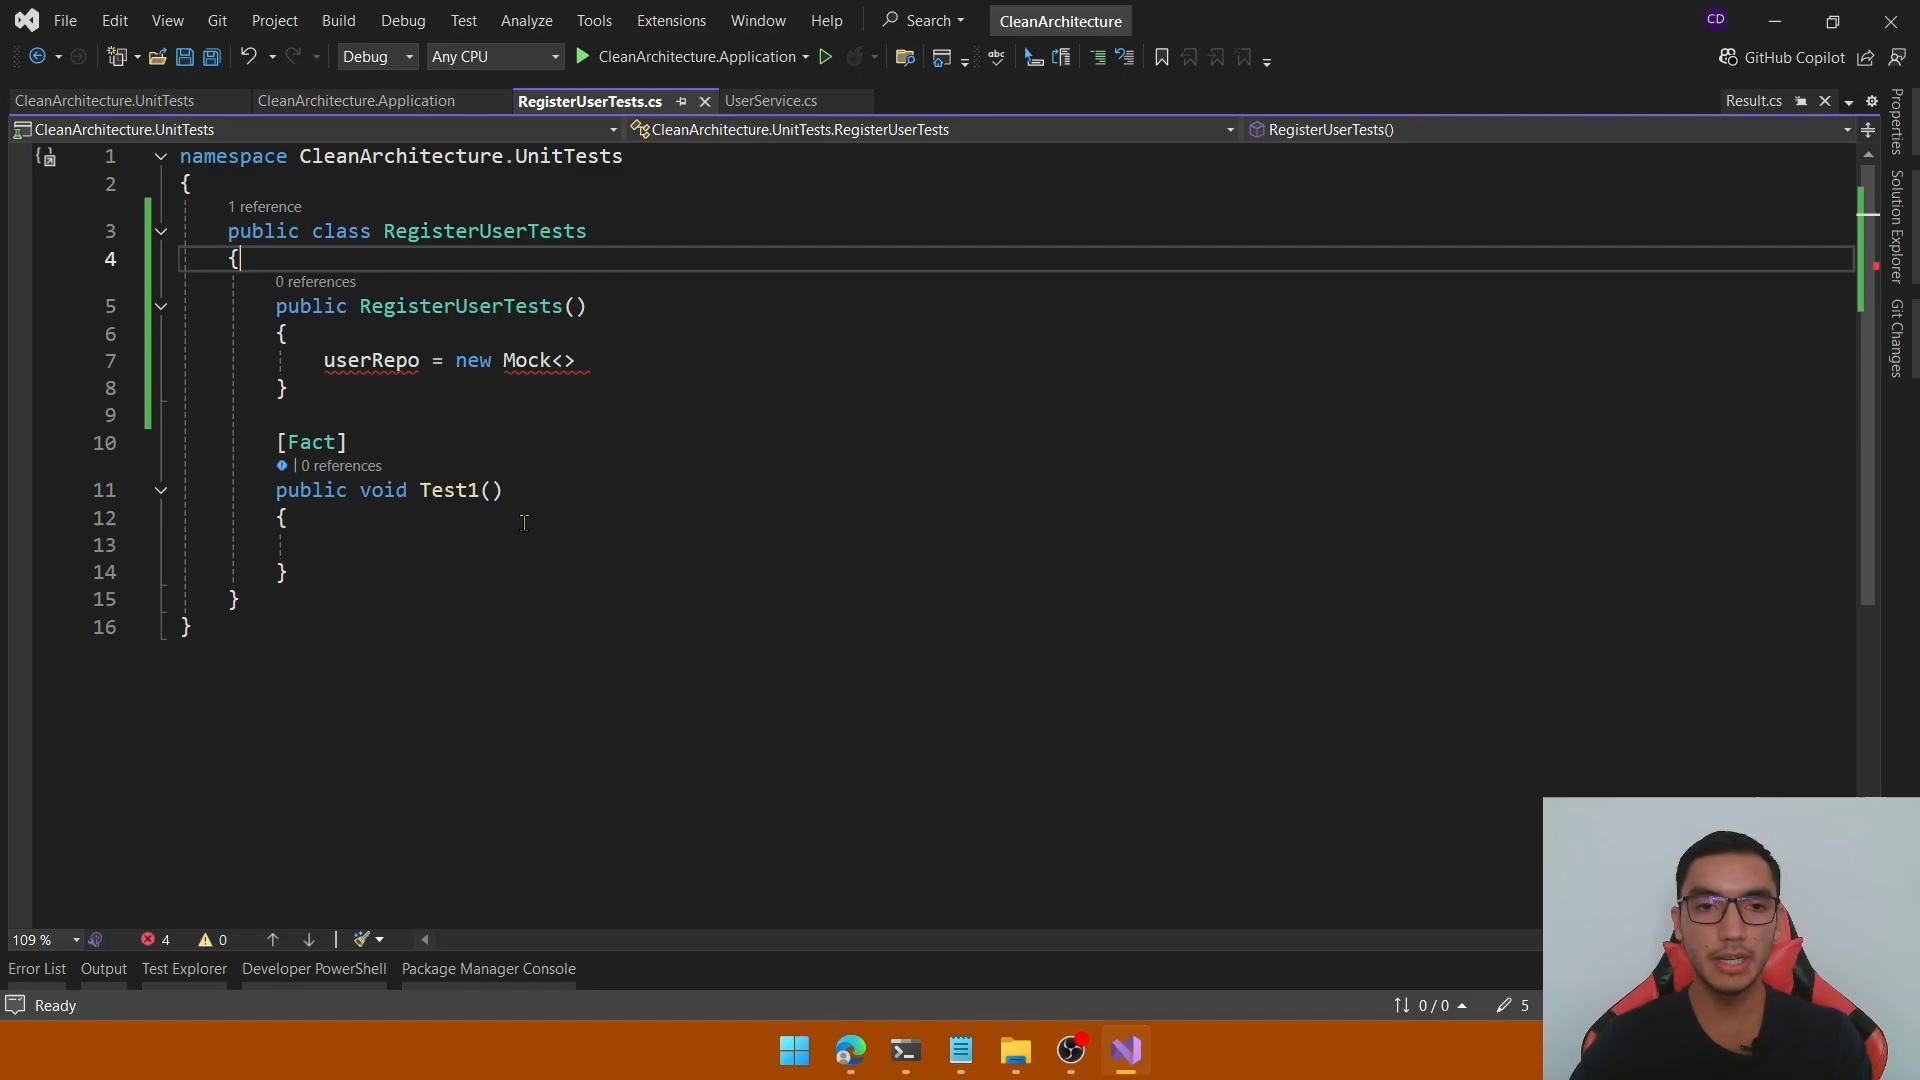 File Edit View Git Project Build Debug Test Analyze Tools Extensions Window Help Search CleanArchitecture CD
Debug Any CPU CleanArchitecture.Application GitHub Copilot
CleanArchitecture.UnitTests CleanArchitecture.Application RegisterUserTests.cs UserService.cs Result.cs
CleanArchitecture.UnitTests CleanArchitecture.UnitTests.RegisterUserTests RegisterUserTests()
1 namespace CleanArchitecture.UnitTests
2 {
1 reference
3 public class RegisterUserTests
4 {
0 references
5 public RegisterUserTests()
6 {
7 userRepo = new Mock<>
8 }
9
10 [Fact]
| 0 references
11 public void Test1()
12 {
13
14 }
15 }
16 }
Properties
Solution Explorer
Git Changes
109 % 4 0
Error List Output Test Explorer Developer PowerShell Package Manager Console
Ready 0 / 0 5